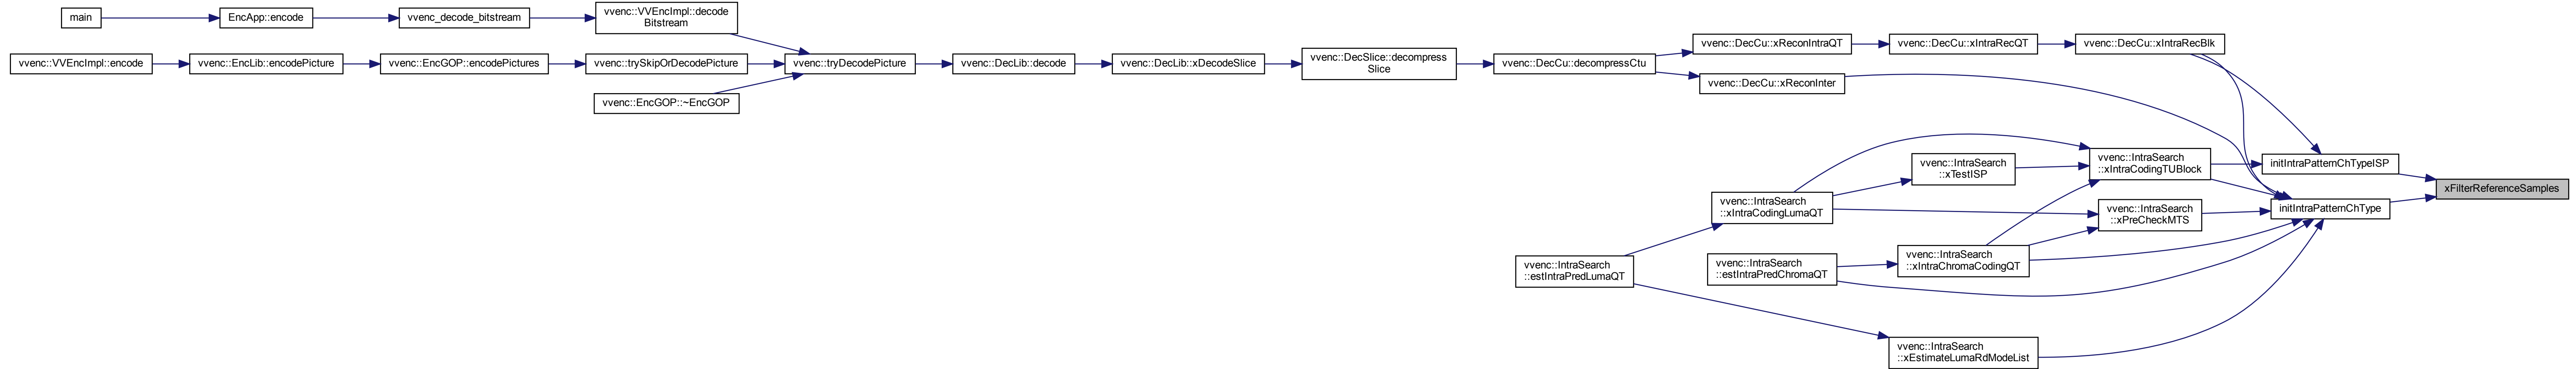 main
EncApp::encode
vvenc_decode_bitstream
vvenc::VVEncImpl::decode
Bitstream
vvenc::VVEncImpl::encode
vvenc::EncLib::encodePicture
vvenc::EncGOP::encodePictures
vvenc::trySkipOrDecodePicture
vvenc::EncGOP::~EncGOP
vvenc::tryDecodePicture
vvenc::DecLib::decode
vvenc::DecLib::xDecodeSlice
vvenc::DecSlice::decompress
Slice
vvenc::DecCu::decompressCtu
vvenc::DecCu::xReconIntraQT
vvenc::DecCu::xIntraRecQT
vvenc::DecCu::xIntraRecBlk
vvenc::DecCu::xReconInter
vvenc::IntraSearch
::xIntraCodingTUBlock
vvenc::IntraSearch
::xTestISP
vvenc::IntraSearch
::xIntraCodingLumaQT
vvenc::IntraSearch
::xPreCheckMTS
initIntraPatternChTypeISP
initIntraPatternChType
xFilterReferenceSamples
vvenc::IntraSearch
::estIntraPredLumaQT
vvenc::IntraSearch
::estIntraPredChromaQT
vvenc::IntraSearch
::xIntraChromaCodingQT
vvenc::IntraSearch
::xEstimateLumaRdModeList